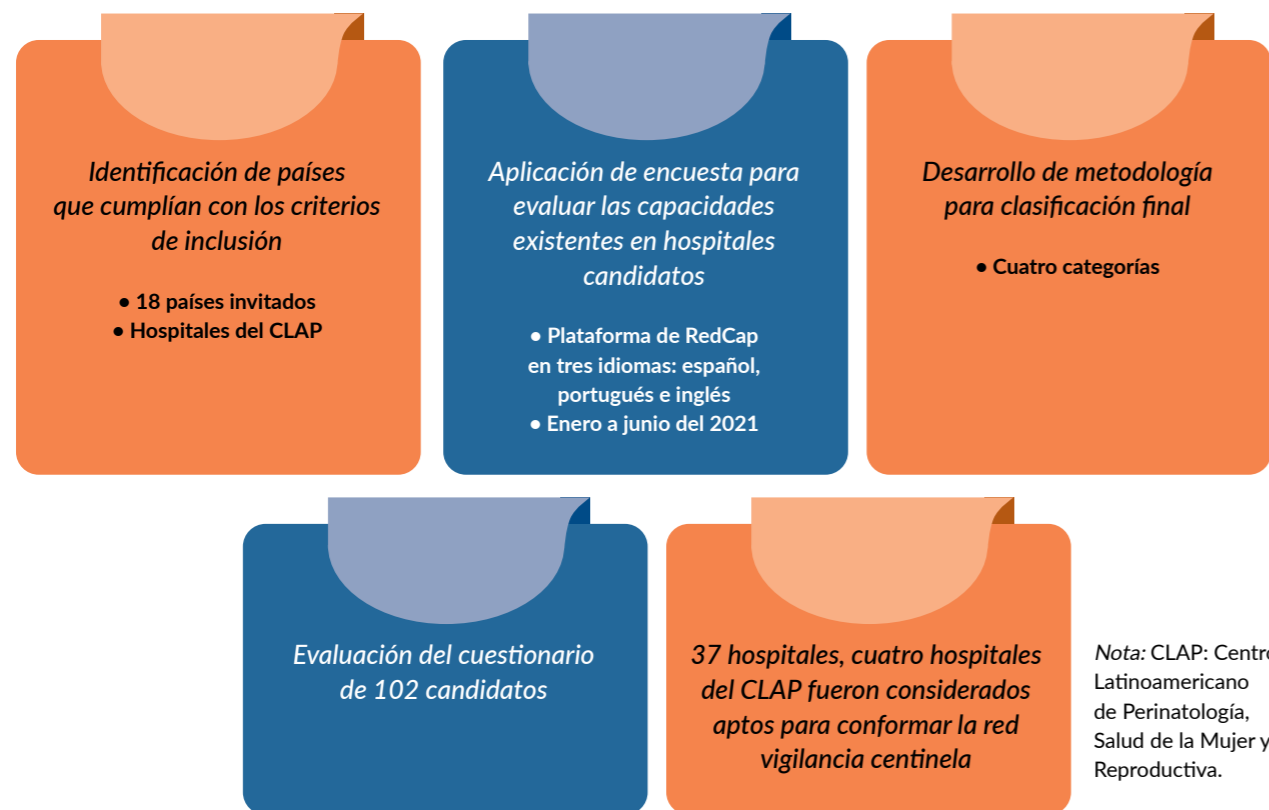 Identificación de países
que cumplían con los criterios
de inclusión
• 18 países invitados
• Hospitales del CLAP
Aplicación de encuesta para
evaluar las capacidades
existentes en hospitales
candidatos
• Plataforma de RedCap
en tres idiomas: español,
portugués e inglés
• Enero a junio del 2021
Desarrollo de metodología
para clasificación final
• Cuatro categorías
Evaluación del cuestionario
de 102 candidatos
37 hospitales, cuatro hospitales
del CLAP fueron considerados
aptos para conformar la red
vigilancia centinela
Nota: CLAP: Centro
Latinoamericano
de Perinatología,
Salud de la Mujer y
Reproductiva.